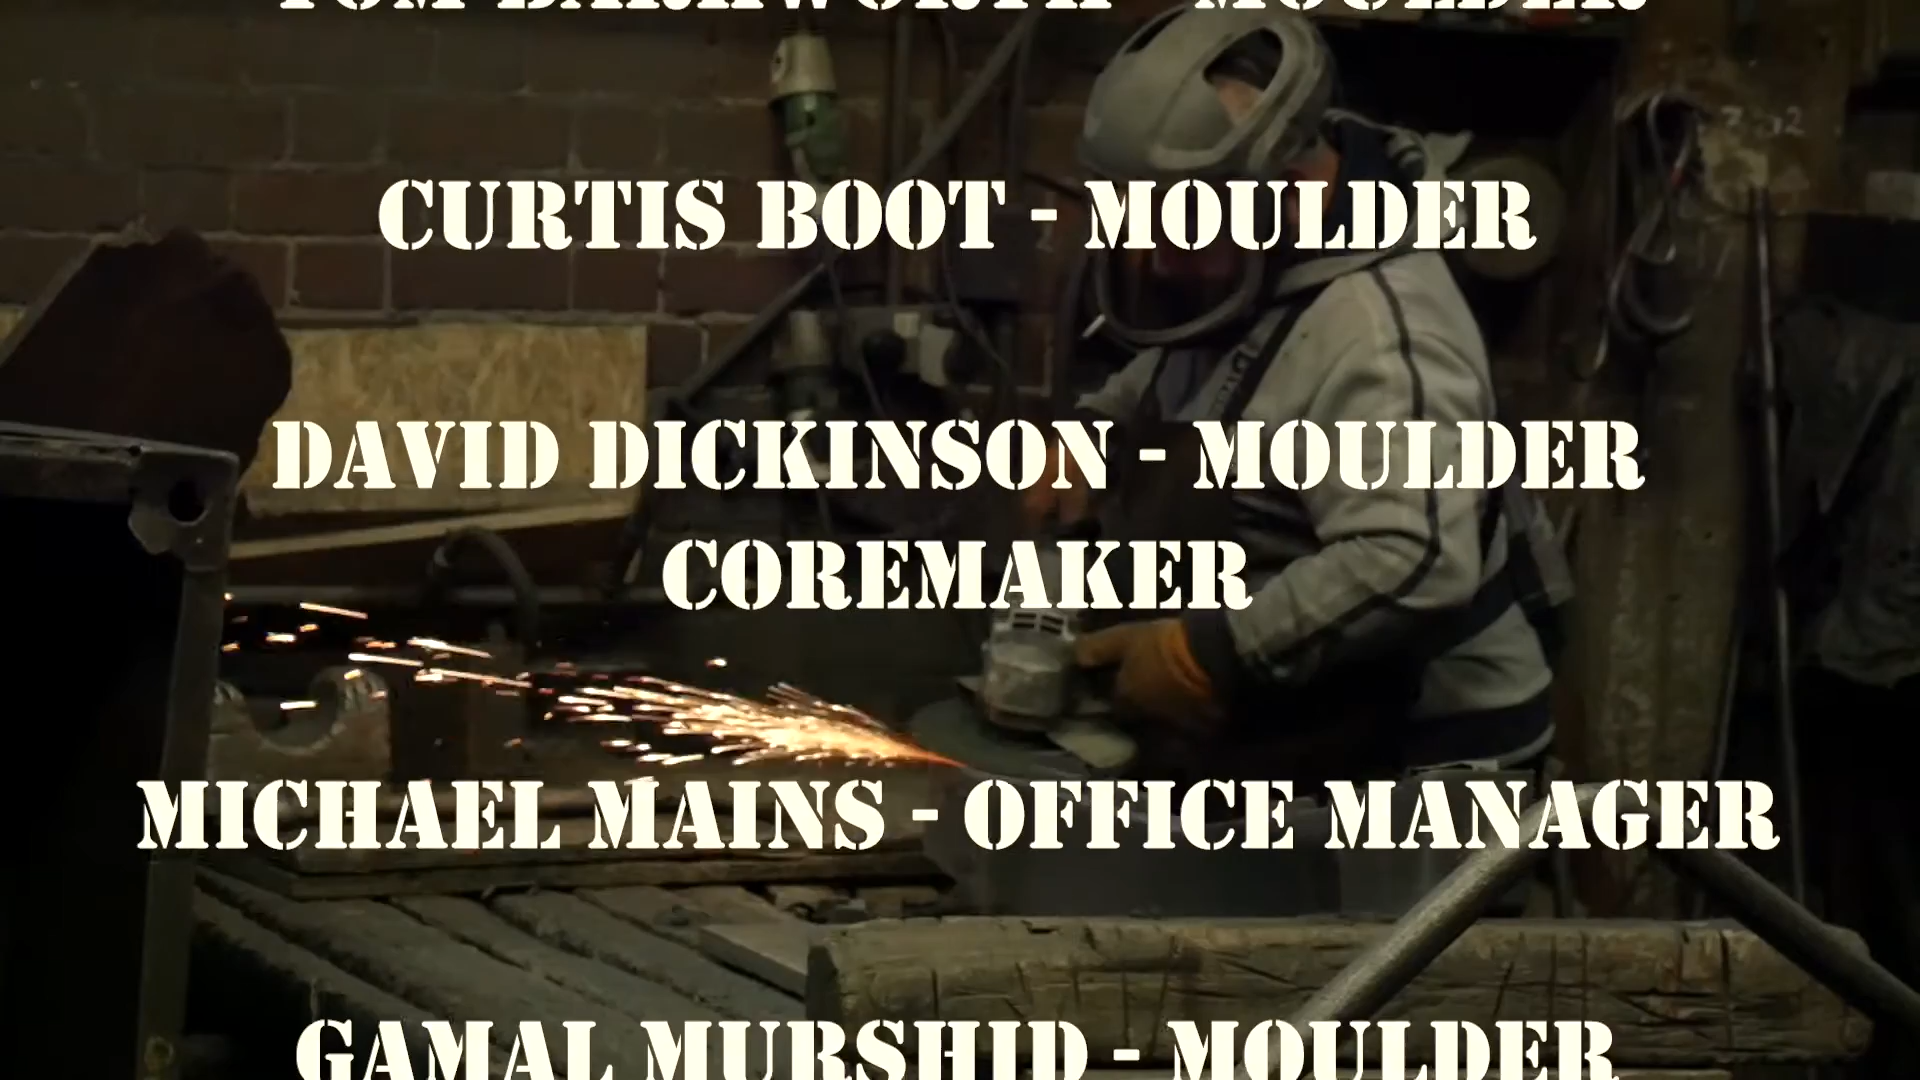 CURTIS BOOT - MOULDER
DAVID DICKINSON - MOULDER
COREMAKER
MICHAEL MAINS - OFFICE MANAGER
GAMAL MURSHID - MOULDER